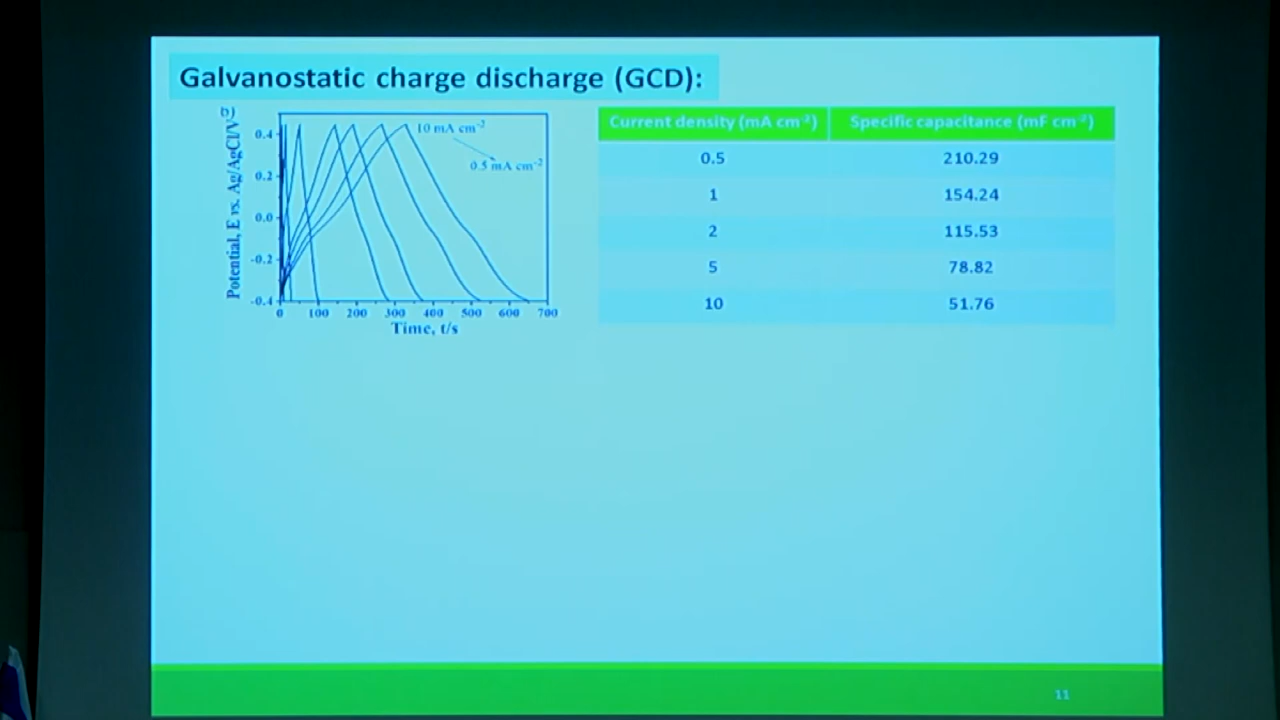 Galvanostatic charge discharge (GCD):
b)
Potential, E vs. Ag/AgCl/V
0.4
0.2
0.0
-0.2
-0.4
10 mA cm⁻²
0.5 mA cm⁻²
0 100 200 300 400 500 600 700
Time, t/s
Current density (mA cm⁻²) Specific capacitance (mF cm⁻²)
0.5 210.29
1 154.24
2 115.53
5 78.82
10 51.76
11